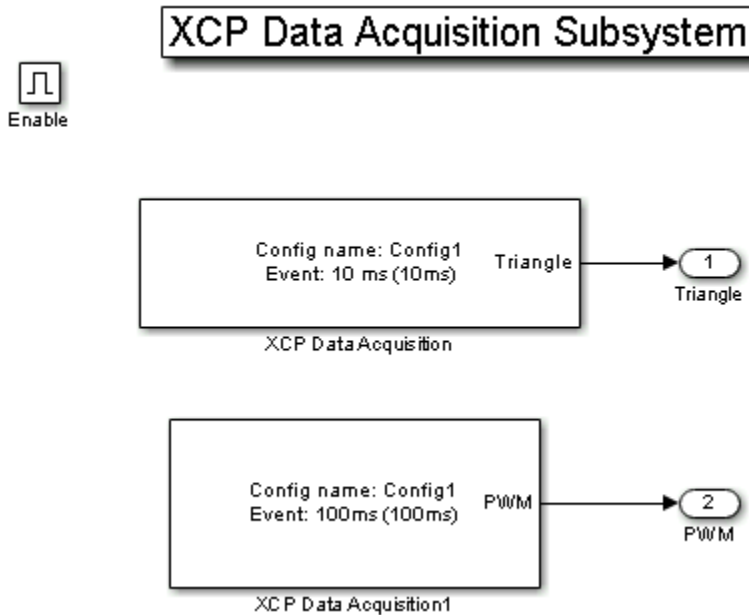 XCP Data Acquisition Subsystem
Enable
Config name: Config1
Event: 10 ms (10ms)
Triangle
1
Triangle
XCP Data Acquisition
Config name: Config1
Event: 100ms (100ms)
PWM
2
PWM
XCP Data Acquisition1